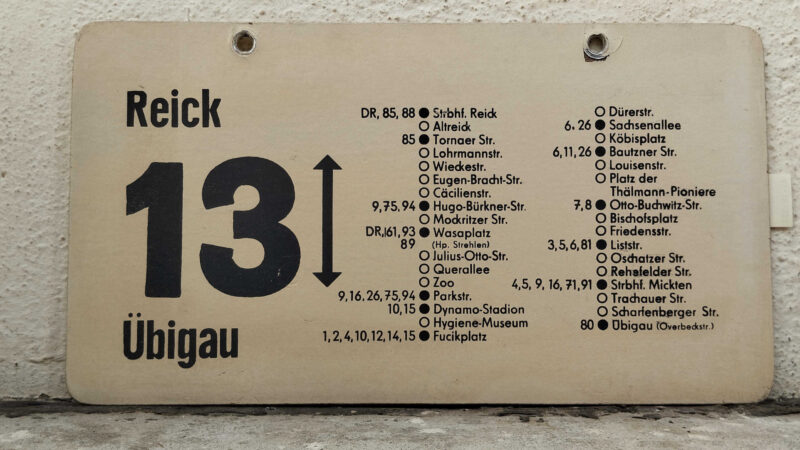 Reick
13
Übigau
DR, 85, 88 Strbhf. Reick
Altreick
85 Tornaer Str.
Lohrmannstr.
Wieckestr.
Eugen-Bracht-Str.
Cäcilienstr.
9,75,94 Hugo-Bürkner-Str.
Mockritzer Str.
DR,61,93 Wasaplatz
89 (Hp. Strehlen)
Julius-Otto-Str.
Querallee
Zoo
9,16,26,75,94 Parkstr.
10,15 Dynamo-Stadion
Hygiene-Museum
1,2,4,10,12,14,15 Fucikplatz
Dürerstr.
6,26 Sachsenallee
Köbisplatz
6,11,26 Bautzner Str.
Louisenstr.
Platz der
Thälmann-Pioniere
7,8 Otto-Buchwitz-Str.
Bischofsplatz
Friedensstr.
3,5,6,81 Liststr.
Oschatzer Str.
Rehefelder Str.
4,5, 9, 16,71,91 Strbhf. Mickten
Trachauer Str.
Scharfenberger Str.
80 Übigau (Overbeckstr.)